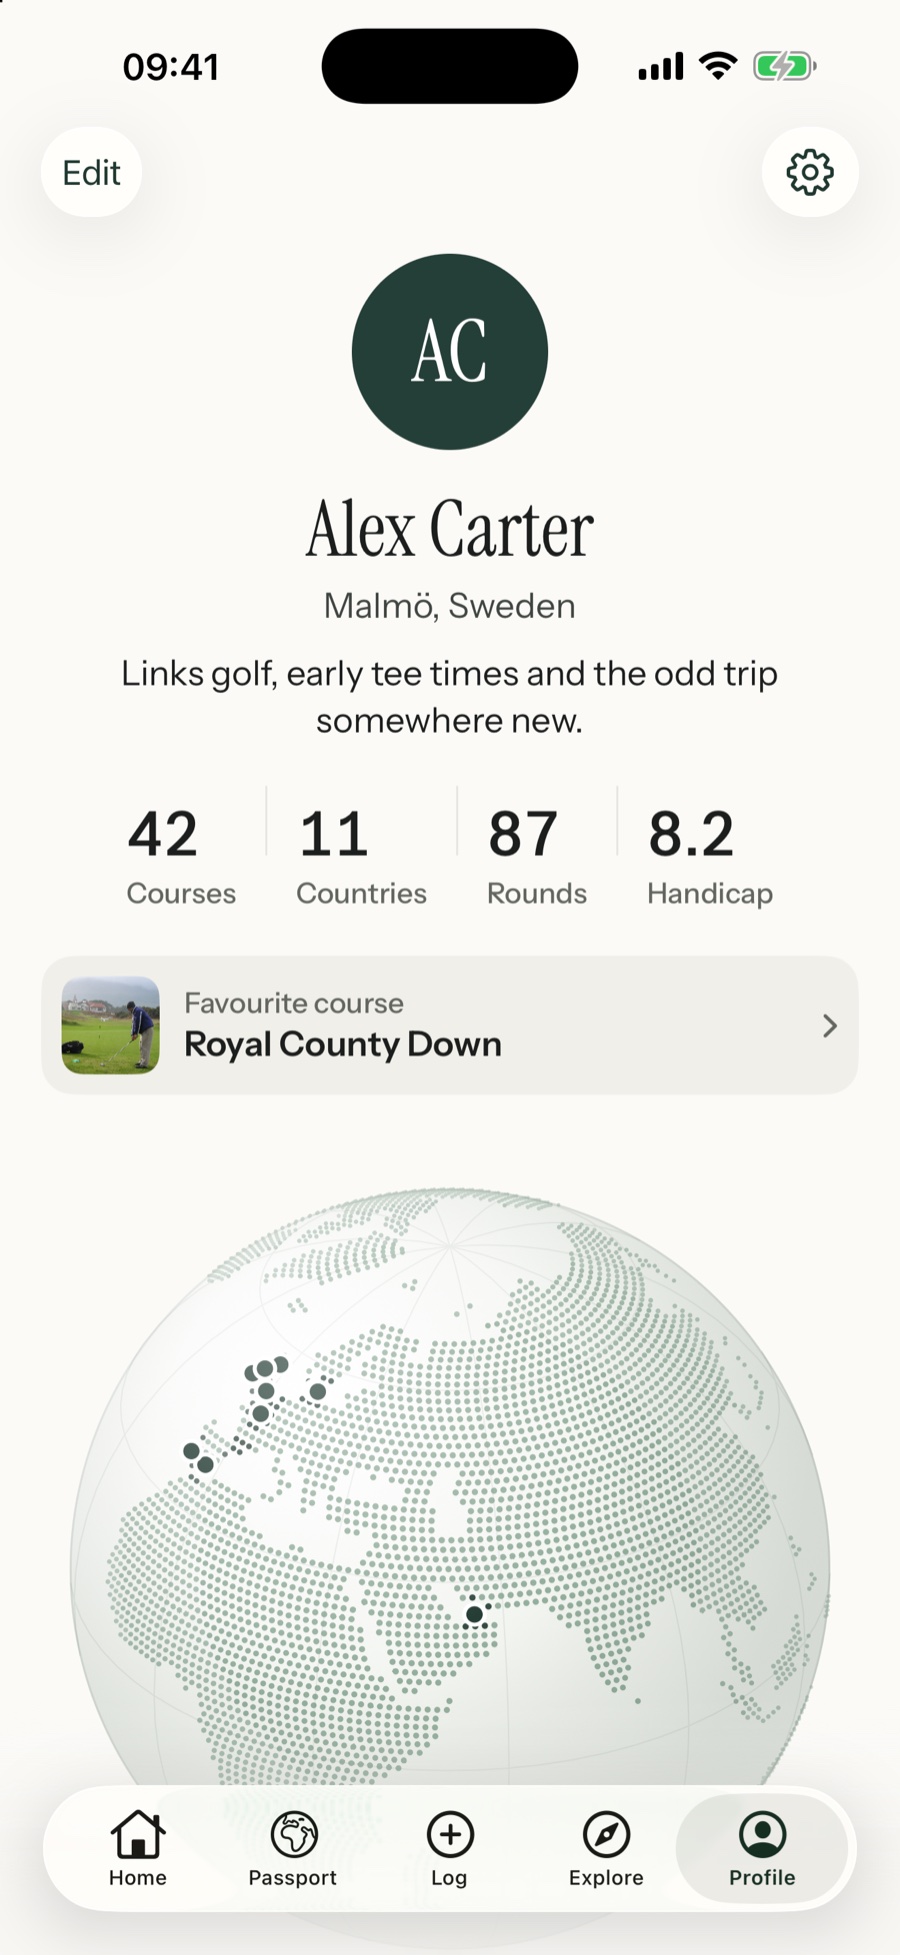 09:41
Edit
AC
Alex Carter
Malmö, Sweden
Links golf, early tee times and the odd trip
somewhere new.
42 11 87 8.2
Courses Countries Rounds Handicap
Favourite course
Royal County Down
Home Passport Log Explore Profile